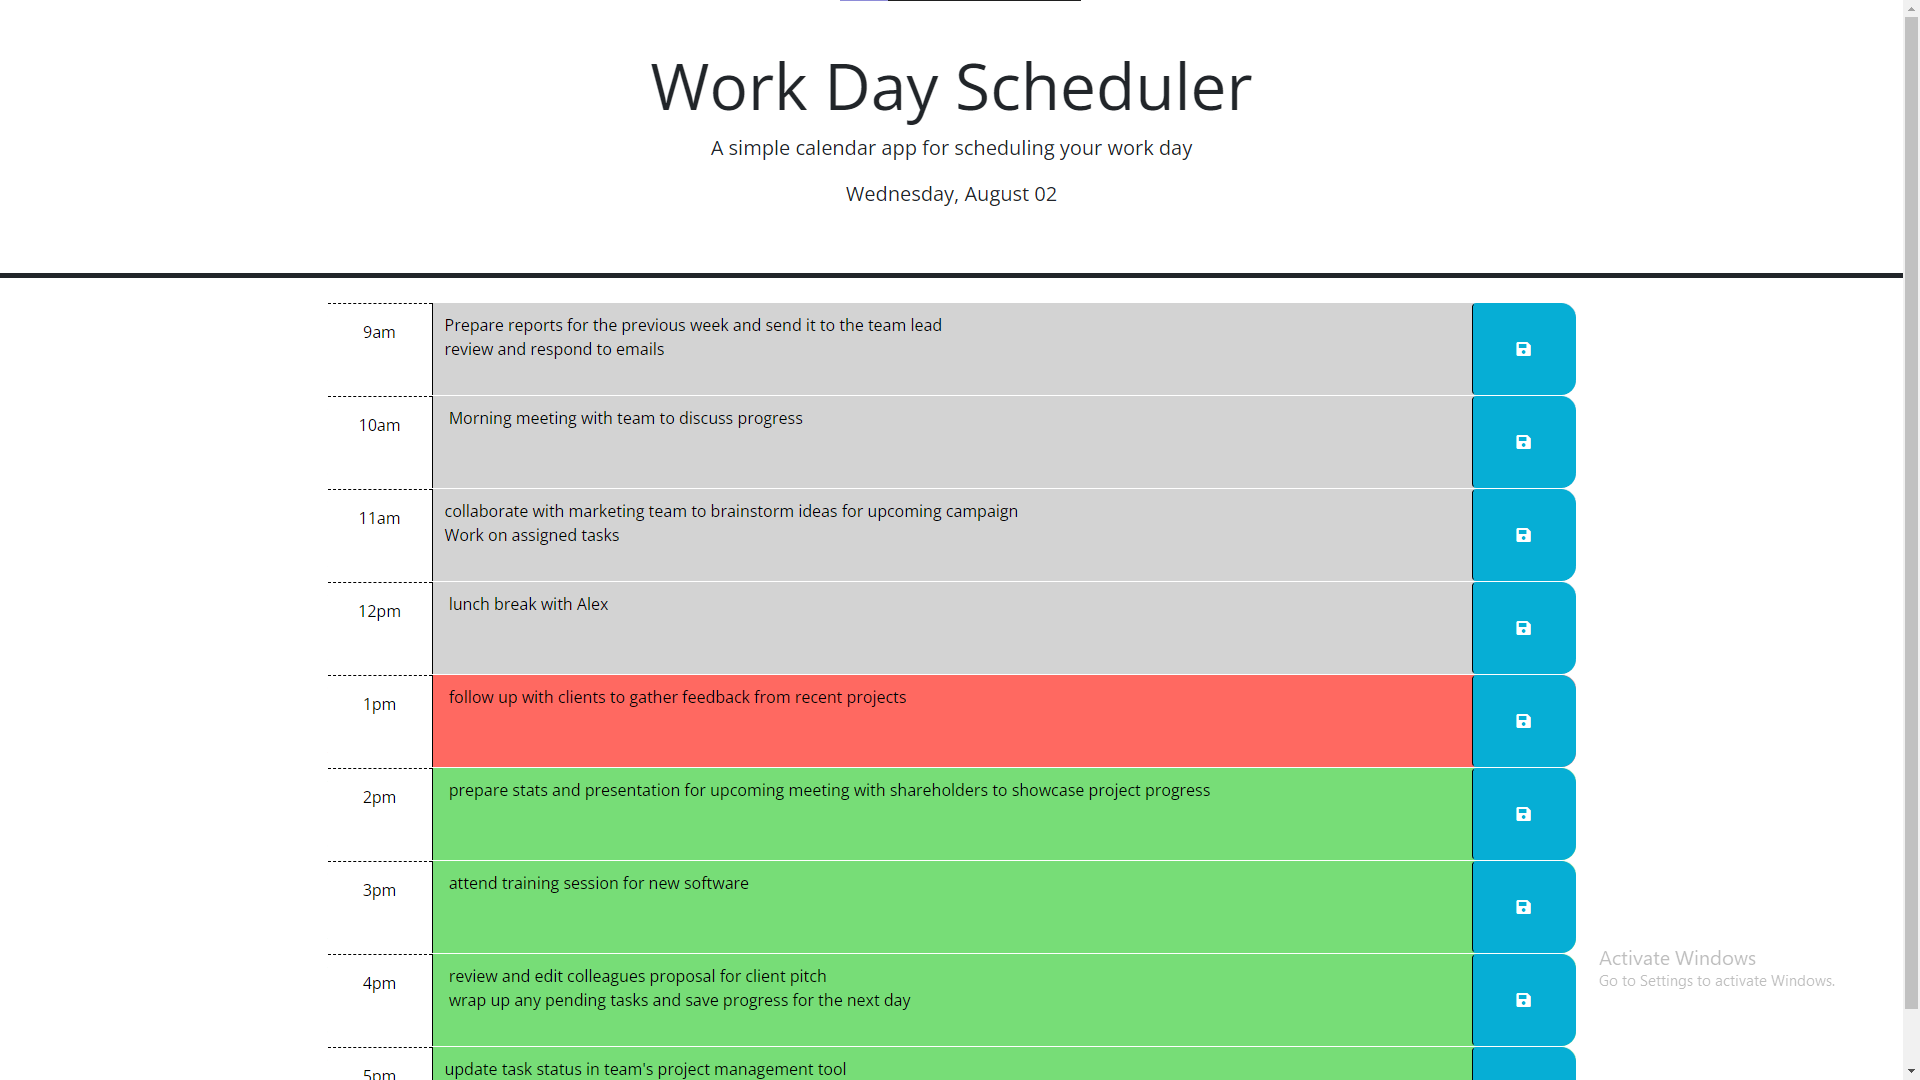 Work Day Scheduler
A simple calendar app for scheduling your work day
Wednesday, August 02
9am
Prepare reports for the previous week and send it to the team lead
review and respond to emails
10am
Morning meeting with team to discuss progress
11am
collaborate with marketing team to brainstorm ideas for upcoming campaign
Work on assigned tasks
12pm
lunch break with Alex
1pm
follow up with clients to gather feedback from recent projects
2pm
prepare stats and presentation for upcoming meeting with shareholders to showcase project progress
3pm
attend training session for new software
4pm
review and edit colleagues proposal for client pitch
wrap up any pending tasks and save progress for the next day
5pm
update task status in team's project management tool
Activate Windows
Go to Settings to activate Windows.